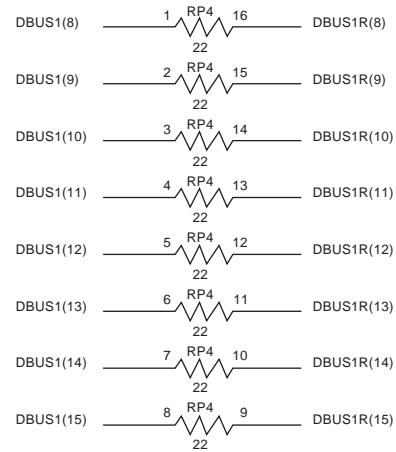 RP4
DBUS1(8) 1 16 DBUS1R(8)
22
RP4
DBUS1(9) 2 15 DBUS1R(9)
22
RP4
DBUS1(10) 3 14 DBUS1R(10)
22
RP4
DBUS1(11) 4 13 DBUS1R(11)
22
RP4
DBUS1(12) 5 12 DBUS1R(12)
22
RP4
DBUS1(13) 6 11 DBUS1R(13)
22
RP4
DBUS1(14) 7 10 DBUS1R(14)
22
RP4
DBUS1(15) 8 9 DBUS1R(15)
22